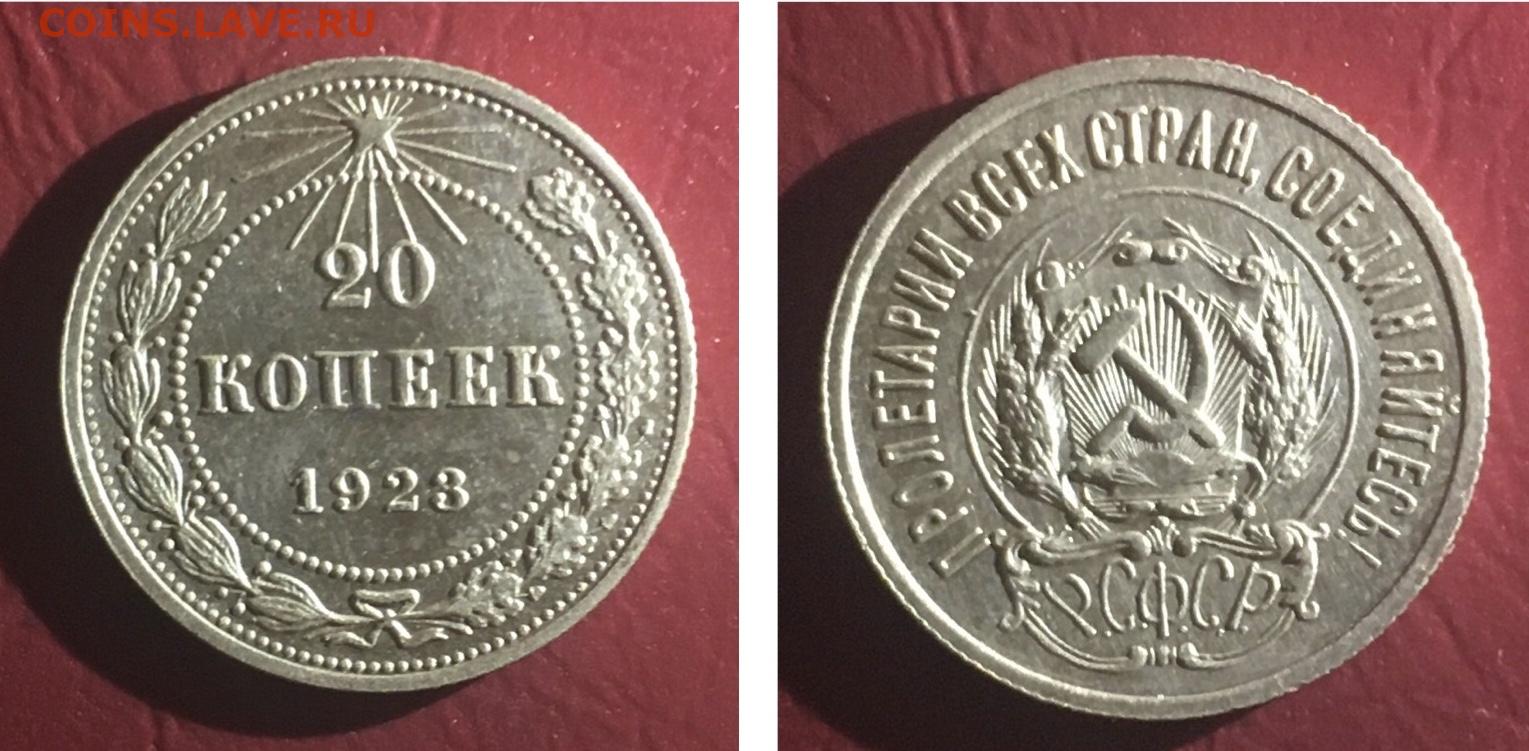 COINS.LAVE.RU
20
КОПЕЕК
1923
ПРОЛЕТАРИИ ВСЕХ СТРАН, СОЕДИНЯЙТЕСЬ!
Р.С.Ф.С.Р.